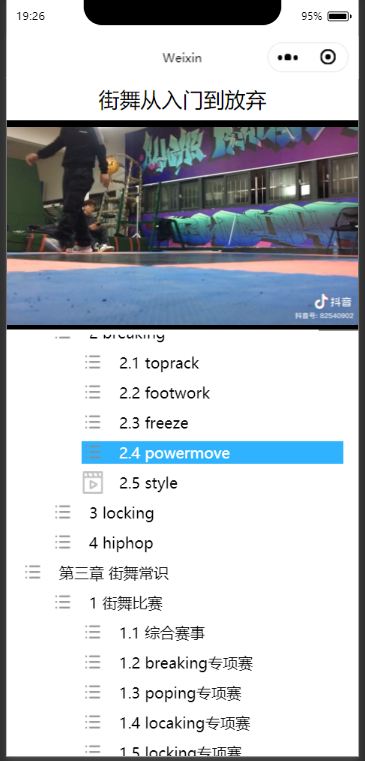 19:26
95%
Weixin
街舞从入门到放弃
抖音
抖音号: 82540902
2 breaking
2.1 toprack
2.2 footwork
2.3 freeze
2.4 powermove
2.5 style
3 locking
4 hiphop
第三章 街舞常识
1 街舞比赛
1.1 综合赛事
1.2 breaking专项赛
1.3 poping专项赛
1.4 locaking专项赛
1.5 locking专项赛